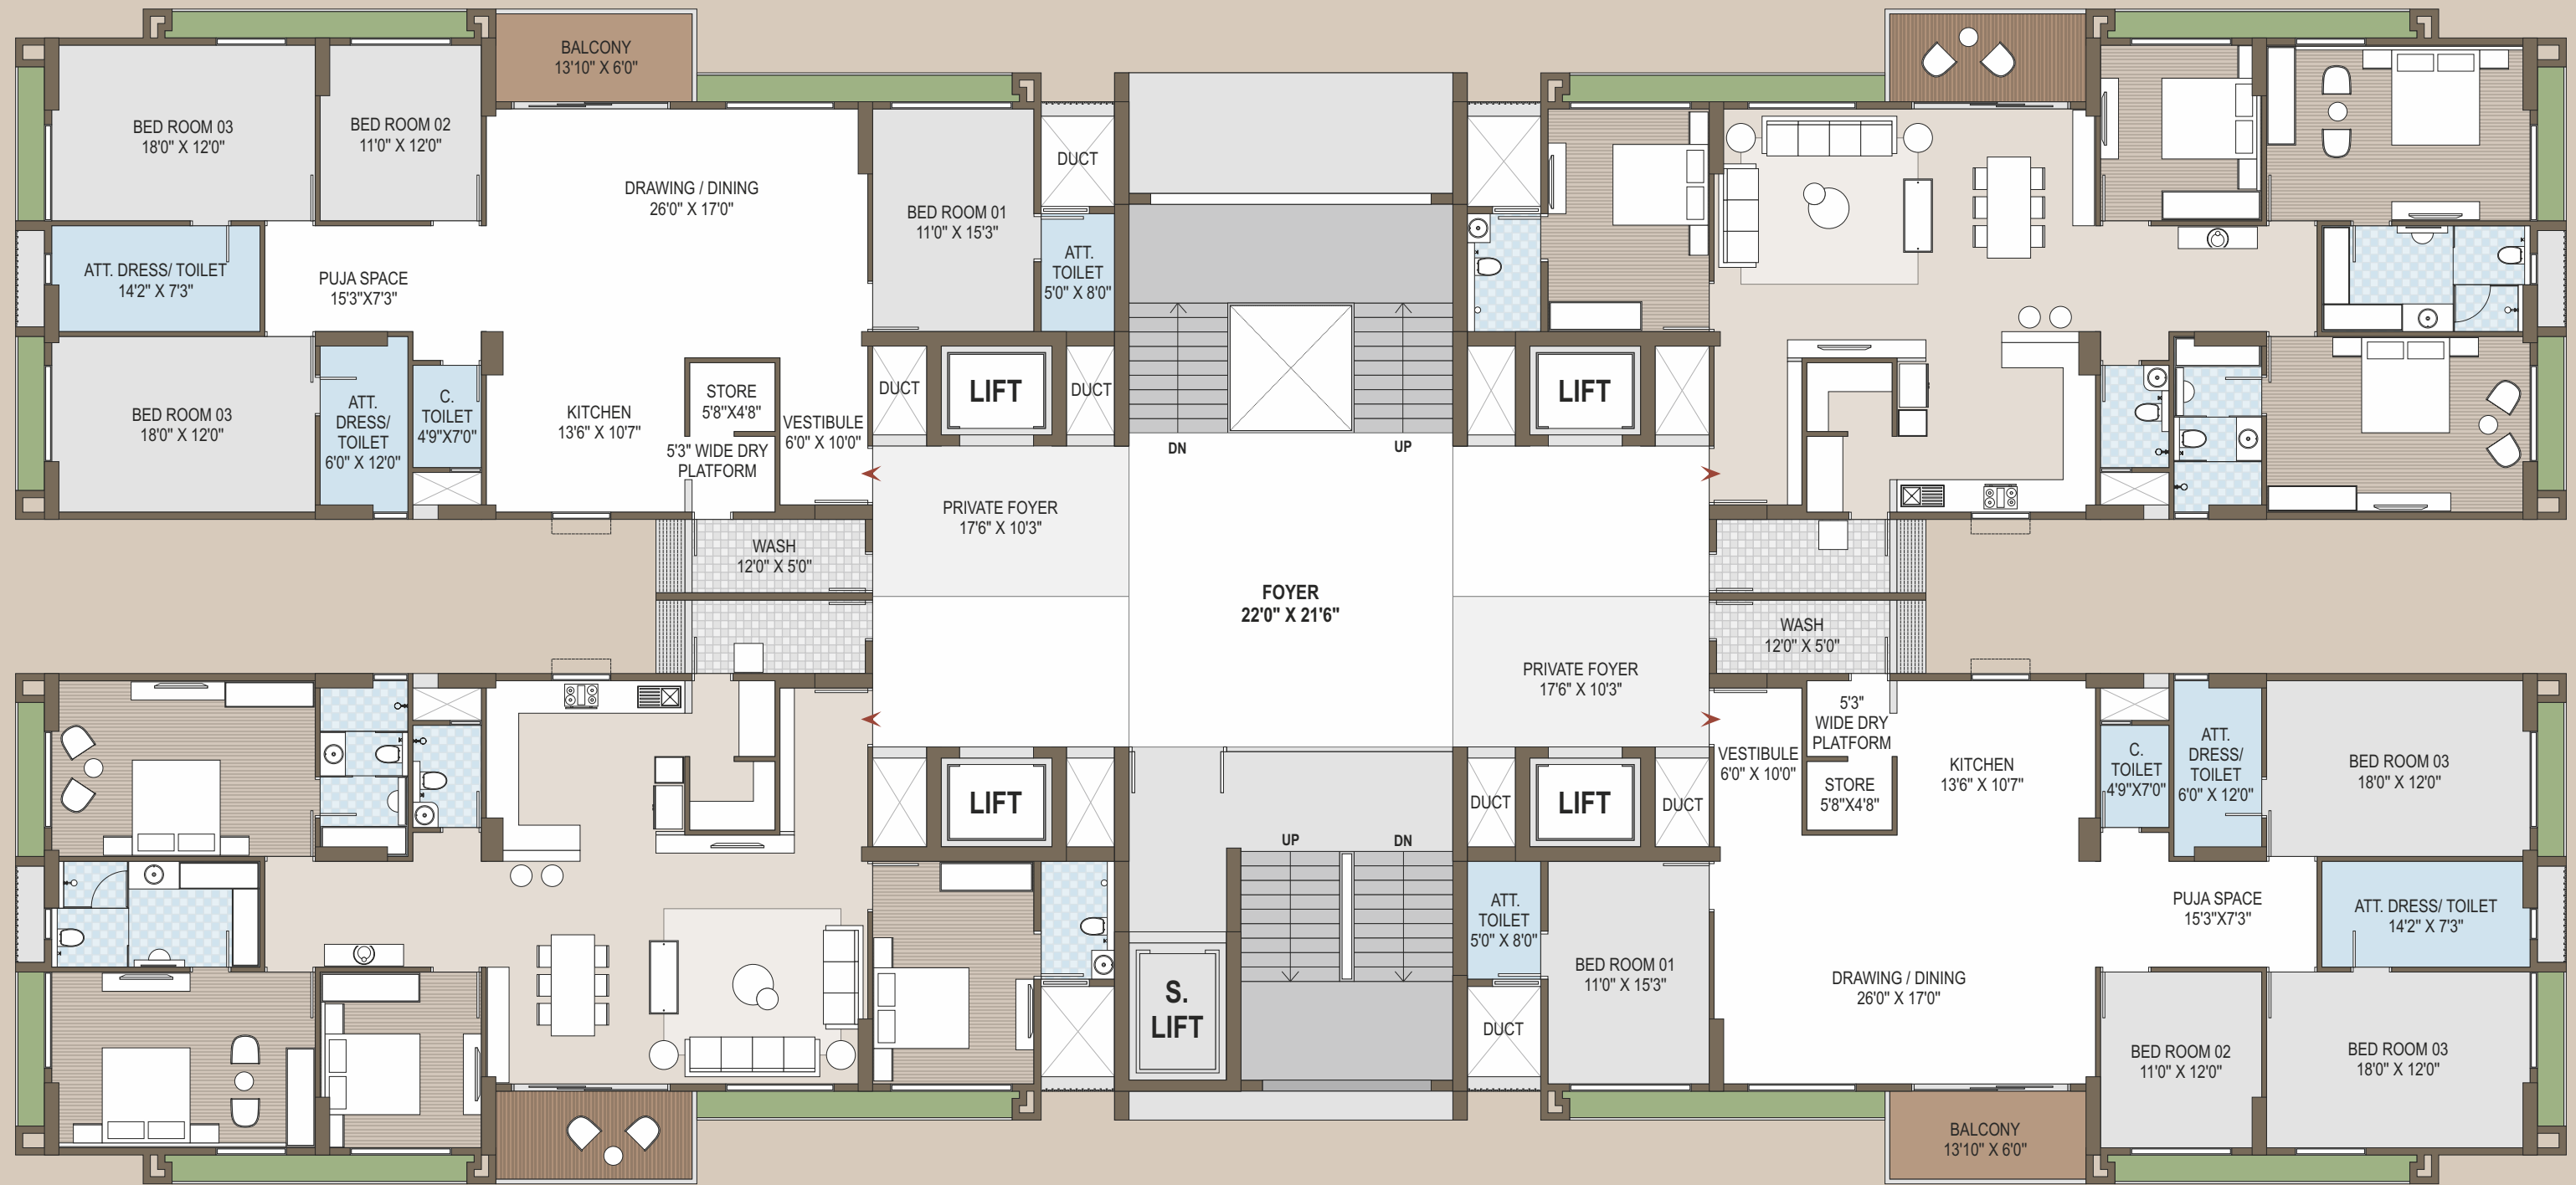 BALCONY
13'10" X 6'0"
BED ROOM 03
18'0" X 12'0"
BED ROOM 02
11'0" X 12'0"
DRAWING / DINING
26'0" X 17'0"
BED ROOM 01
11'0" X 15'3"
DUCT
ATT.
TOILET
5'0" X 8'0"
ATT. DRESS/ TOILET
14'2" X 7'3"
PUJA SPACE
15'3"X7'3"
BED ROOM 03
18'0" X 12'0"
ATT.
DRESS/
TOILET
6'0" X 12'0"
C.
TOILET
4'9"X7'0"
KITCHEN
13'6" X 10'7"
STORE
5'8"X4'8"
5'3" WIDE DRY
PLATFORM
VESTIBULE
6'0" X 10'0"
DUCT
LIFT
DUCT
LIFT
DN
UP
PRIVATE FOYER
17'6" X 10'3"
WASH
12'0" X 5'0"
FOYER
22'0" X 21'6"
WASH
12'0" X 5'0"
PRIVATE FOYER
17'6" X 10'3"
5'3"
WIDE DRY
PLATFORM
VESTIBULE
6'0" X 10'0"
STORE
5'8"X4'8"
KITCHEN
13'6" X 10'7"
C.
TOILET
4'9"X7'0"
ATT.
DRESS/
TOILET
6'0" X 12'0"
BED ROOM 03
18'0" X 12'0"
LIFT
DUCT
LIFT
DUCT
UP
DN
ATT.
TOILET
5'0" X 8'0"
BED ROOM 01
11'0" X 15'3"
PUJA SPACE
15'3"X7'3"
ATT. DRESS/ TOILET
14'2" X 7'3"
DRAWING / DINING
26'0" X 17'0"
S.
LIFT
DUCT
BED ROOM 02
11'0" X 12'0"
BED ROOM 03
18'0" X 12'0"
BALCONY
13'10" X 6'0"